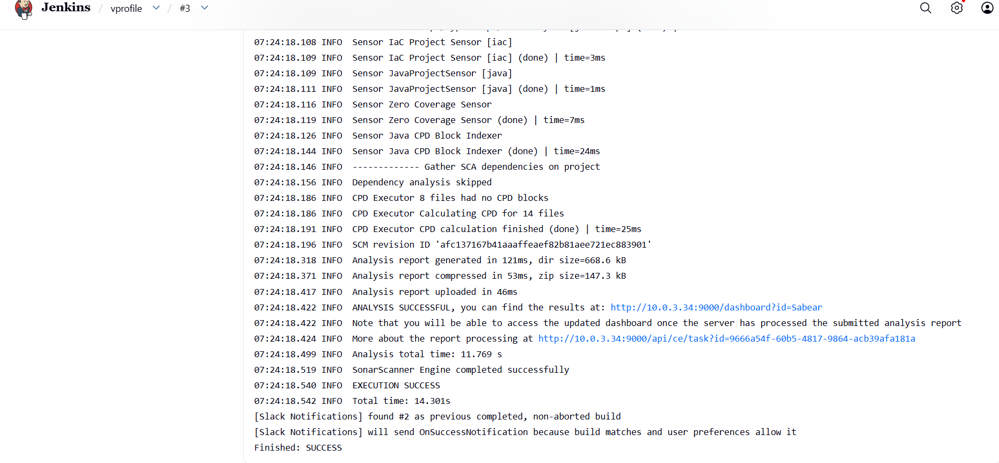 Jenkins / vprofile / #3
07:24:18.108 INFO  Sensor IaC Project Sensor [iac]
07:24:18.109 INFO  Sensor IaC Project Sensor [iac] (done) | time=3ms
07:24:18.109 INFO  Sensor JavaProjectSensor [java]
07:24:18.111 INFO  Sensor JavaProjectSensor [java] (done) | time=1ms
07:24:18.116 INFO  Sensor Zero Coverage Sensor
07:24:18.119 INFO  Sensor Zero Coverage Sensor (done) | time=7ms
07:24:18.126 INFO  Sensor Java CPD Block Indexer
07:24:18.144 INFO  Sensor Java CPD Block Indexer (done) | time=24ms
07:24:18.146 INFO  ------------- Gather SCA dependencies on project
07:24:18.156 INFO  Dependency analysis skipped
07:24:18.186 INFO  CPD Executor 8 files had no CPD blocks
07:24:18.186 INFO  CPD Executor Calculating CPD for 14 files
07:24:18.191 INFO  CPD Executor CPD calculation finished (done) | time=25ms
07:24:18.196 INFO  SCM revision ID 'afc137167b41aaaffeaef82b81aee721ec883901'
07:24:18.318 INFO  Analysis report generated in 121ms, dir size=668.6 kB
07:24:18.371 INFO  Analysis report compressed in 53ms, zip size=147.3 kB
07:24:18.417 INFO  Analysis report uploaded in 46ms
07:24:18.422 INFO  ANALYSIS SUCCESSFUL, you can find the results at: http://10.0.3.34:9000/dashboard?id=Sabear
07:24:18.422 INFO  Note that you will be able to access the updated dashboard once the server has processed the submitted analysis report
07:24:18.424 INFO  More about the report processing at http://10.0.3.34:9000/api/ce/task?id=9666a54f-60b5-4817-9864-acb39afa181a
07:24:18.499 INFO  Analysis total time: 11.769 s
07:24:18.519 INFO  SonarScanner Engine completed successfully
07:24:18.540 INFO  EXECUTION SUCCESS
07:24:18.542 INFO  Total time: 14.301s
[Slack Notifications] found #2 as previous completed, non-aborted build
[Slack Notifications] will send OnSuccessNotification because build matches and user preferences allow it
Finished: SUCCESS